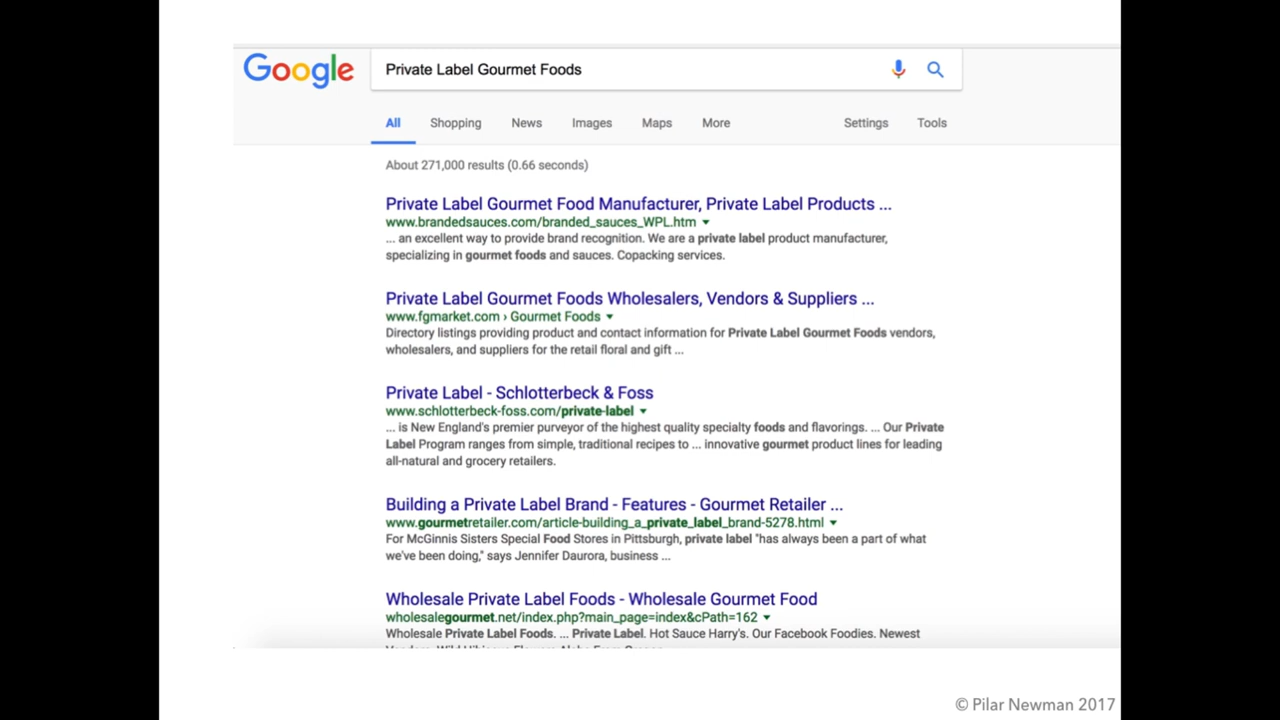 Google
Private Label Gourmet Foods
All Shopping News Images Maps More Settings Tools
About 271,000 results (0.66 seconds)
Private Label Gourmet Food Manufacturer, Private Label Products ...
www.brandedsauces.com/branded_sauces_WPL.htm
... an excellent way to provide brand recognition. We are a private label product manufacturer,
specializing in gourmet foods and sauces. Copacking services.
Private Label Gourmet Foods Wholesalers, Vendors & Suppliers ...
www.fgmarket.com › Gourmet Foods
Directory listings providing product and contact information for Private Label Gourmet Foods vendors,
wholesalers, and suppliers for the retail floral and gift ...
Private Label - Schlotterbeck & Foss
www.schlotterbeck-foss.com/private-label
... is New England's premier purveyor of the highest quality specialty foods and flavorings. ... Our Private
Label Program ranges from simple, traditional recipes to ... innovative gourmet product lines for leading
all-natural and grocery retailers.
Building a Private Label Brand - Features - Gourmet Retailer ...
www.gourmetretailer.com/article-building_a_private_label_brand-5278.html
For McGinnis Sisters Special Food Stores in Pittsburgh, private label "has always been a part of what
we've been doing," says Jennifer Daurora, business ...
Wholesale Private Label Foods - Wholesale Gourmet Food
wholesalegourmet.net/index.php?main_page=index&cPath=162
Wholesale Private Label Foods. ... Private Label. Hot Sauce Harry's. Our Facebook Foodies. Newest
© Pilar Newman 2017